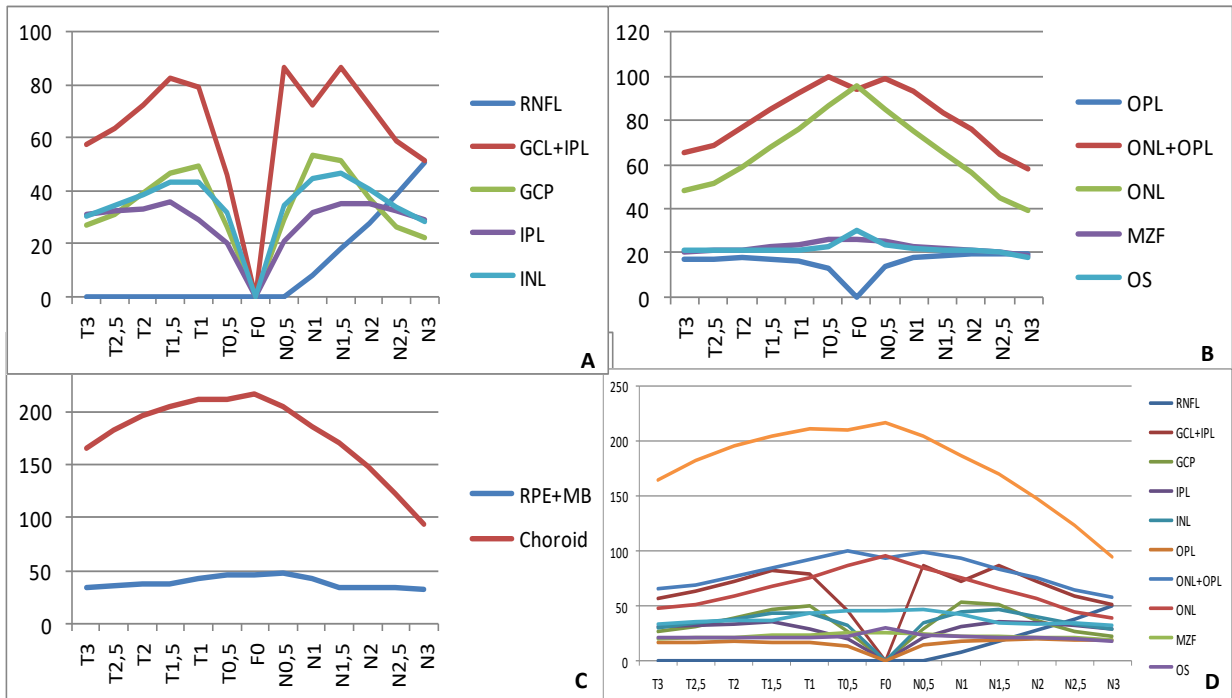 100
80
60
40
20
0
T3
T2,5
T2
T1,5
T1
T0,5
F0
N0,5
N1
N1,5
N2
N2,5
N3
RNFL
GCL+IPL
GCP
IPL
INL
A
120
100
80
60
40
20
0
T3
T2,5
T2
T1,5
T1
T0,5
F0
N0,5
N1
N1,5
N2
N2,5
N3
OPL
ONL+OPL
ONL
MZF
OS
B
200
150
100
50
0
T3
T2,5
T2
T1,5
T1
T0,5
F0
N0,5
N1
N1,5
N2
N2,5
N3
RPE+MB
Choroid
C
250
200
150
100
50
0
T3 T2,5 T2 T1,5 T1 T0,5 F0 N0,5 N1 N1,5 N2 N2,5 N3
RNFL
GCL+IPL
GCP
IPL
INL
OPL
ONL+OPL
ONL
MZF
OS
D